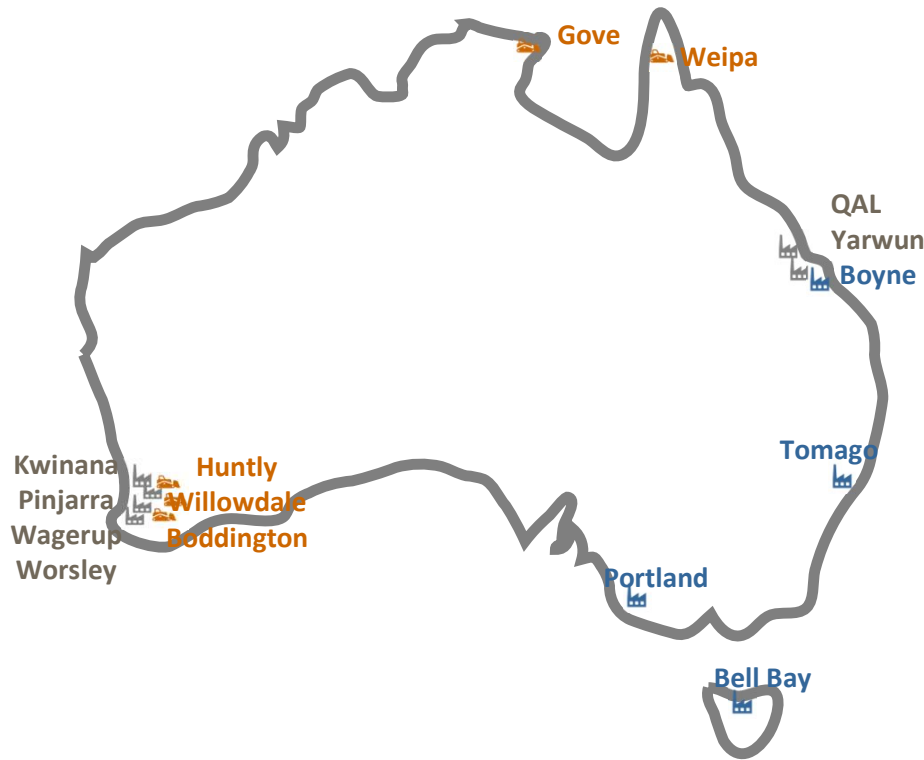 Gove
Weipa
QAL
Yarwun
Boyne
Tomago
Kwinana
Pinjarra
Wagerup
Worsley
Huntly
Willowdale
Boddington
Portland
Bell Bay